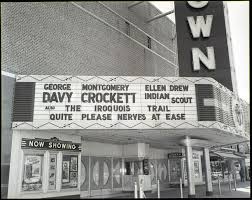 OWN
GEORGE MONTGOMERY ELLEN DREW
DAVY CROCKETT INDIAN SCOUT
ALSO THE IROQUOIS TRAIL
QUITE PLEASE NERVES AT EASE
NOW SHOWING